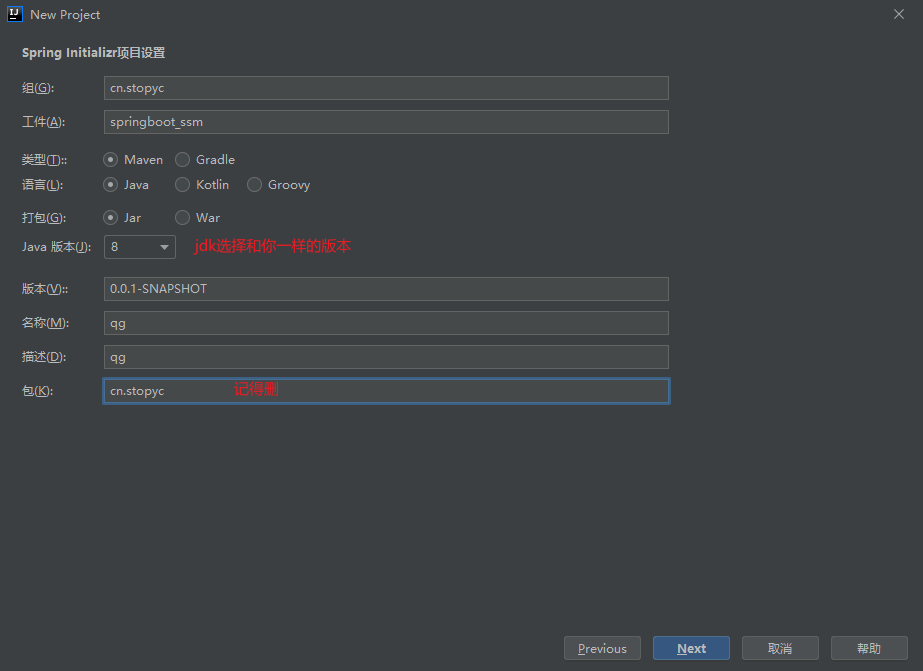 New Project
Spring Initializr项目设置
组(G): cn.stopyc
工件(A): springboot_ssm
类型(T):: Maven Gradle
语言(L): Java Kotlin Groovy
打包(G): Jar War
Java 版本(J): 8 jdk选择和你一样的版本
版本(V):: 0.0.1-SNAPSHOT
名称(M): qg
描述(D): qg
包(K): cn.stopyc 记得删
Previous Next 取消 帮助